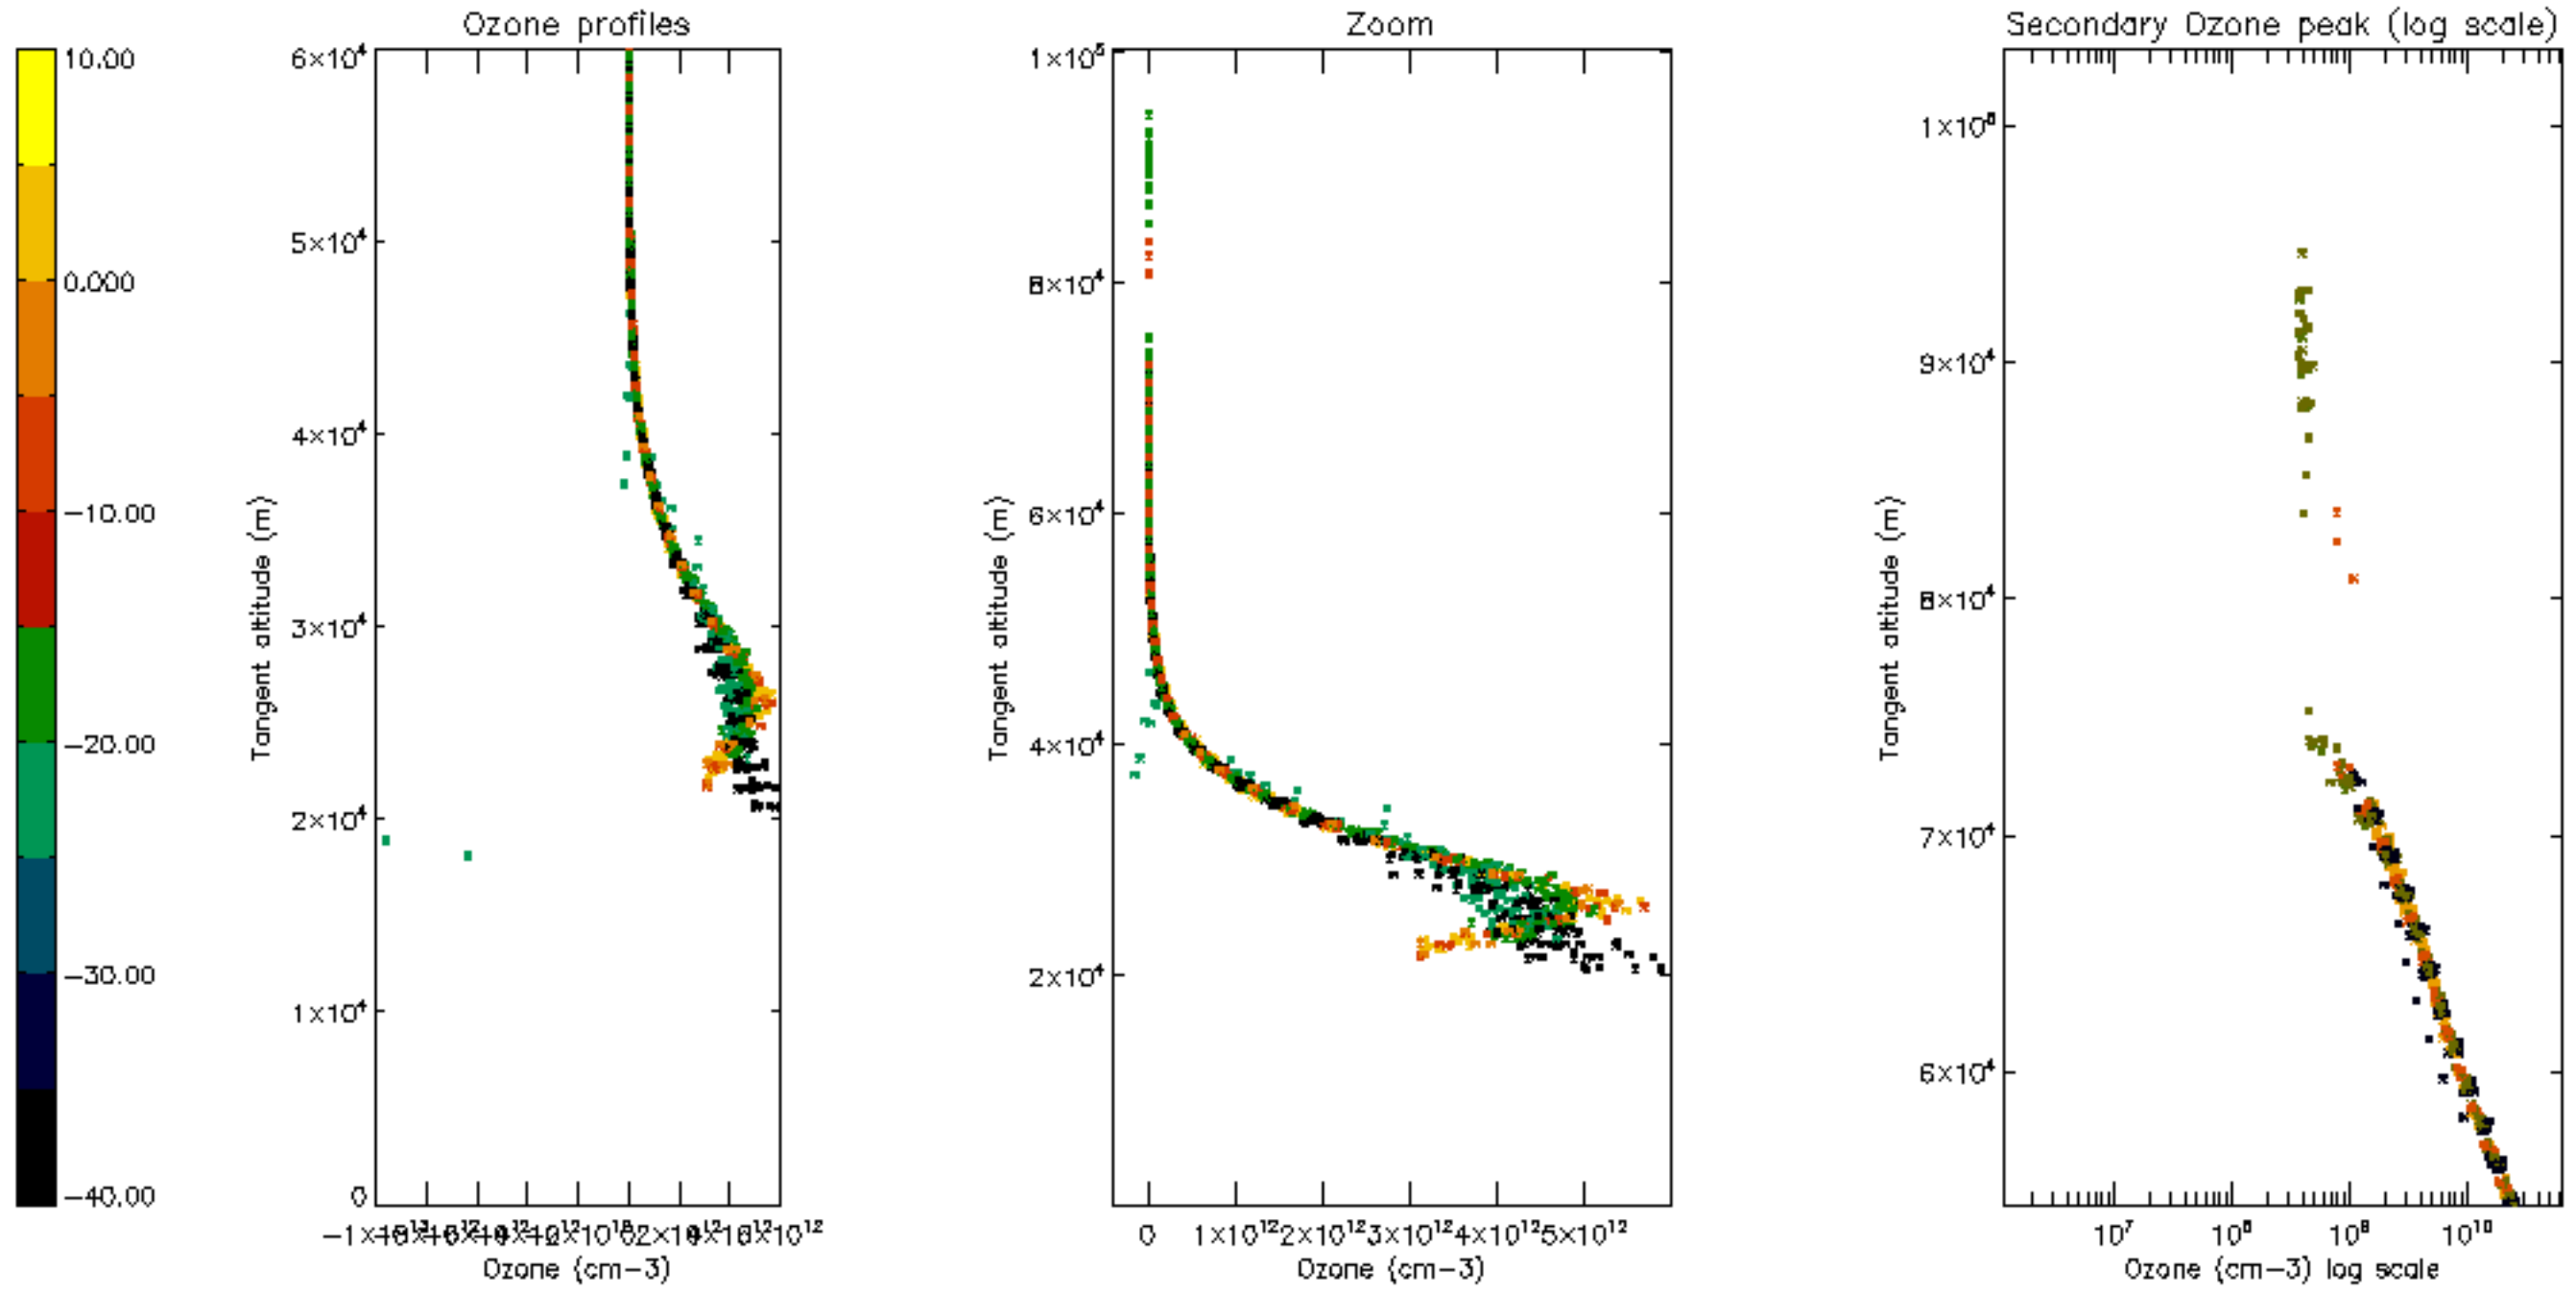 Ozone profiles
Zoom
Secondary Ozone peak (log scale)
10.00
0.000
−10.00
−20.00
−30.00
−40.00
6×10⁴
5×10⁴
4×10⁴
3×10⁴
2×10⁴
1×10⁴
0
Tangent altitude (m)
Ozone (cm−3)
1×10⁵
8×10⁴
6×10⁴
4×10⁴
2×10⁴
Tangent altitude (m)
0 1×10¹² 2×10¹² 3×10¹² 4×10¹² 5×10¹²
Ozone (cm−3)
9×10⁴
8×10⁴
7×10⁴
6×10⁴
Tangent altitude (m)
10⁷ 10¹⁰
Ozone (cm−3) log scale